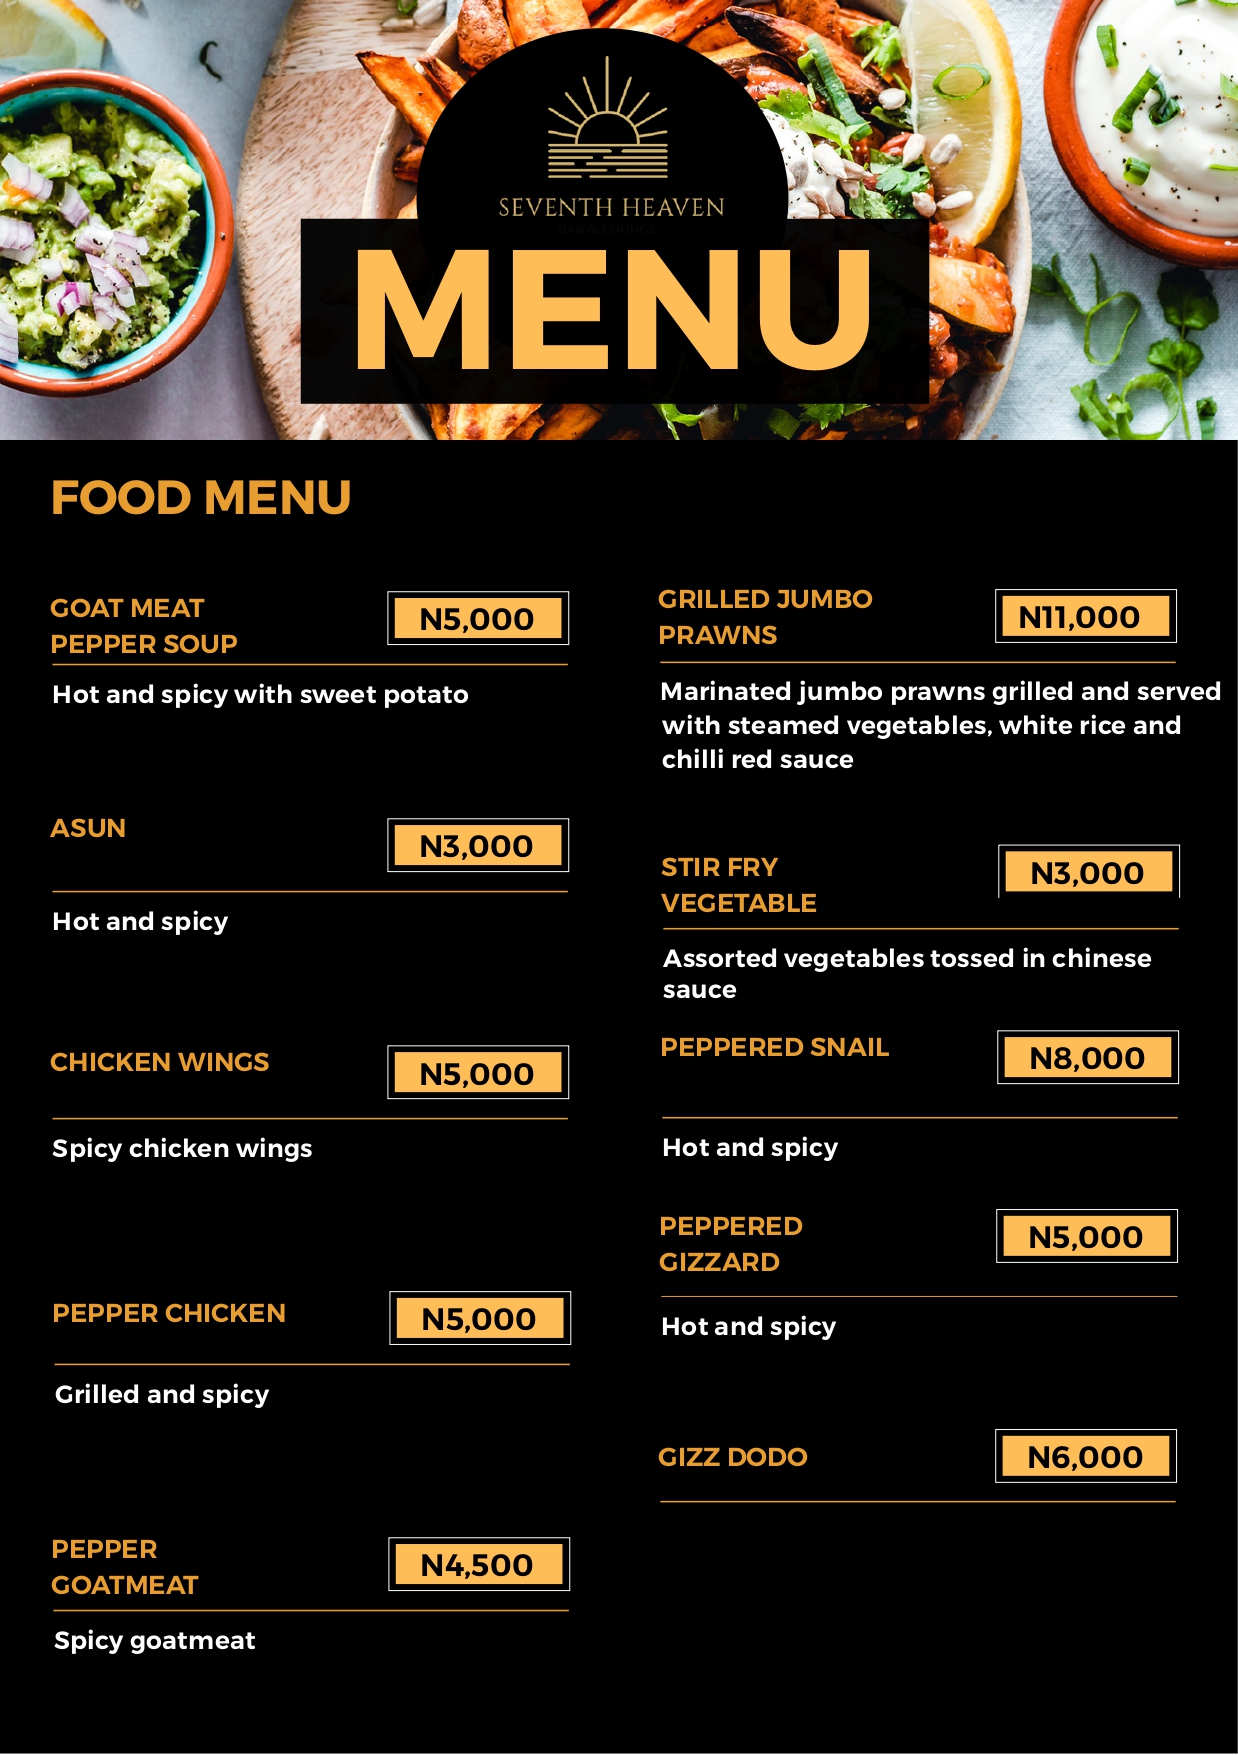 SEVENTH HEAVEN
BAR & LOUNGE
MENU
FOOD MENU
GOAT MEAT
PEPPER SOUP
N5,000
Hot and spicy with sweet potato
ASUN
N3,000
Hot and spicy
CHICKEN WINGS
N5,000
Spicy chicken wings
PEPPER CHICKEN
N5,000
Grilled and spicy
PEPPER
GOATMEAT
N4,500
Spicy goatmeat
GRILLED JUMBO
PRAWNS
N11,000
Marinated jumbo prawns grilled and served
with steamed vegetables, white rice and
chilli red sauce
STIR FRY
VEGETABLE
N3,000
Assorted vegetables tossed in chinese
sauce
PEPPERED SNAIL
N8,000
Hot and spicy
PEPPERED
GIZZARD
N5,000
Hot and spicy
GIZZ DODO
N6,000